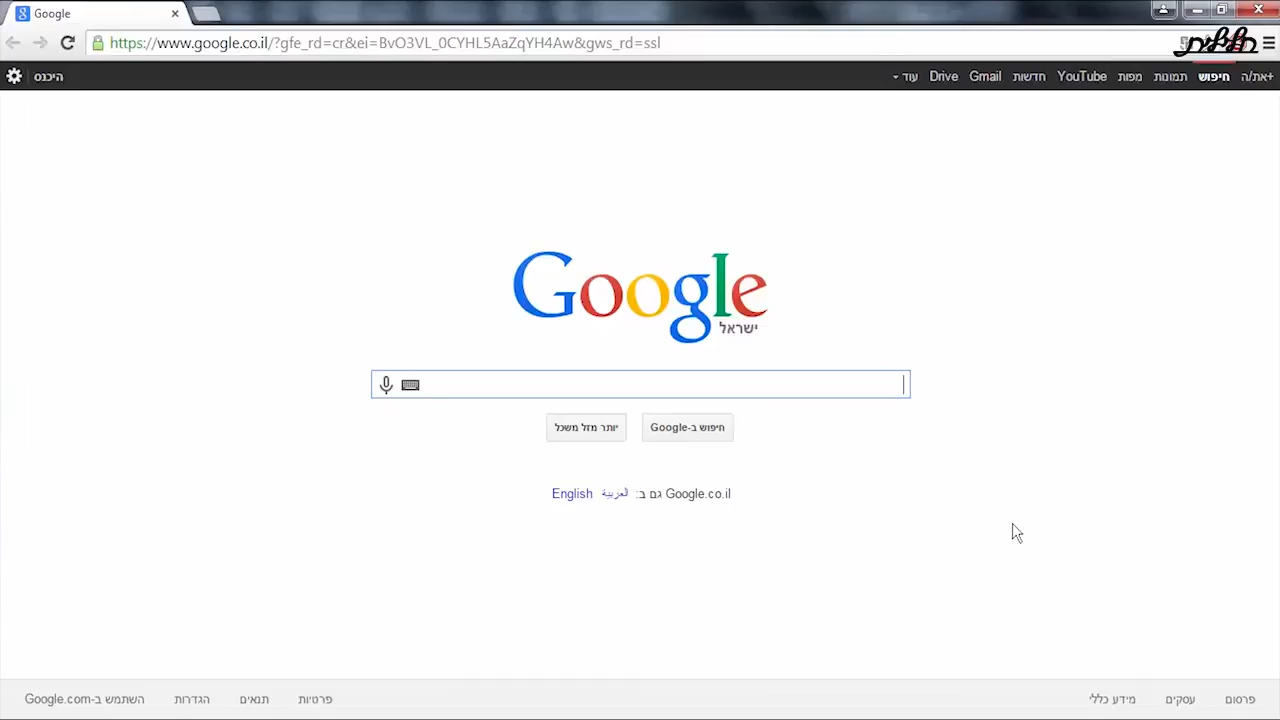 Google
https://www.google.co.il/?gfe_rd=cr&ei=BvO3VL_0CYHL5AaZqYH4Aw&gws_rd=ssl
+את/ה חיפוש תמונות מפות YouTube חדשות Gmail Drive עוד היכנס
Google
ישראל
חיפוש ב-Google יותר מזל משכל
Google.co.il גם ב: العربية English
פרסום עסקים מידע כללי פרטיות תנאים הגדרות השתמש ב-Google.com